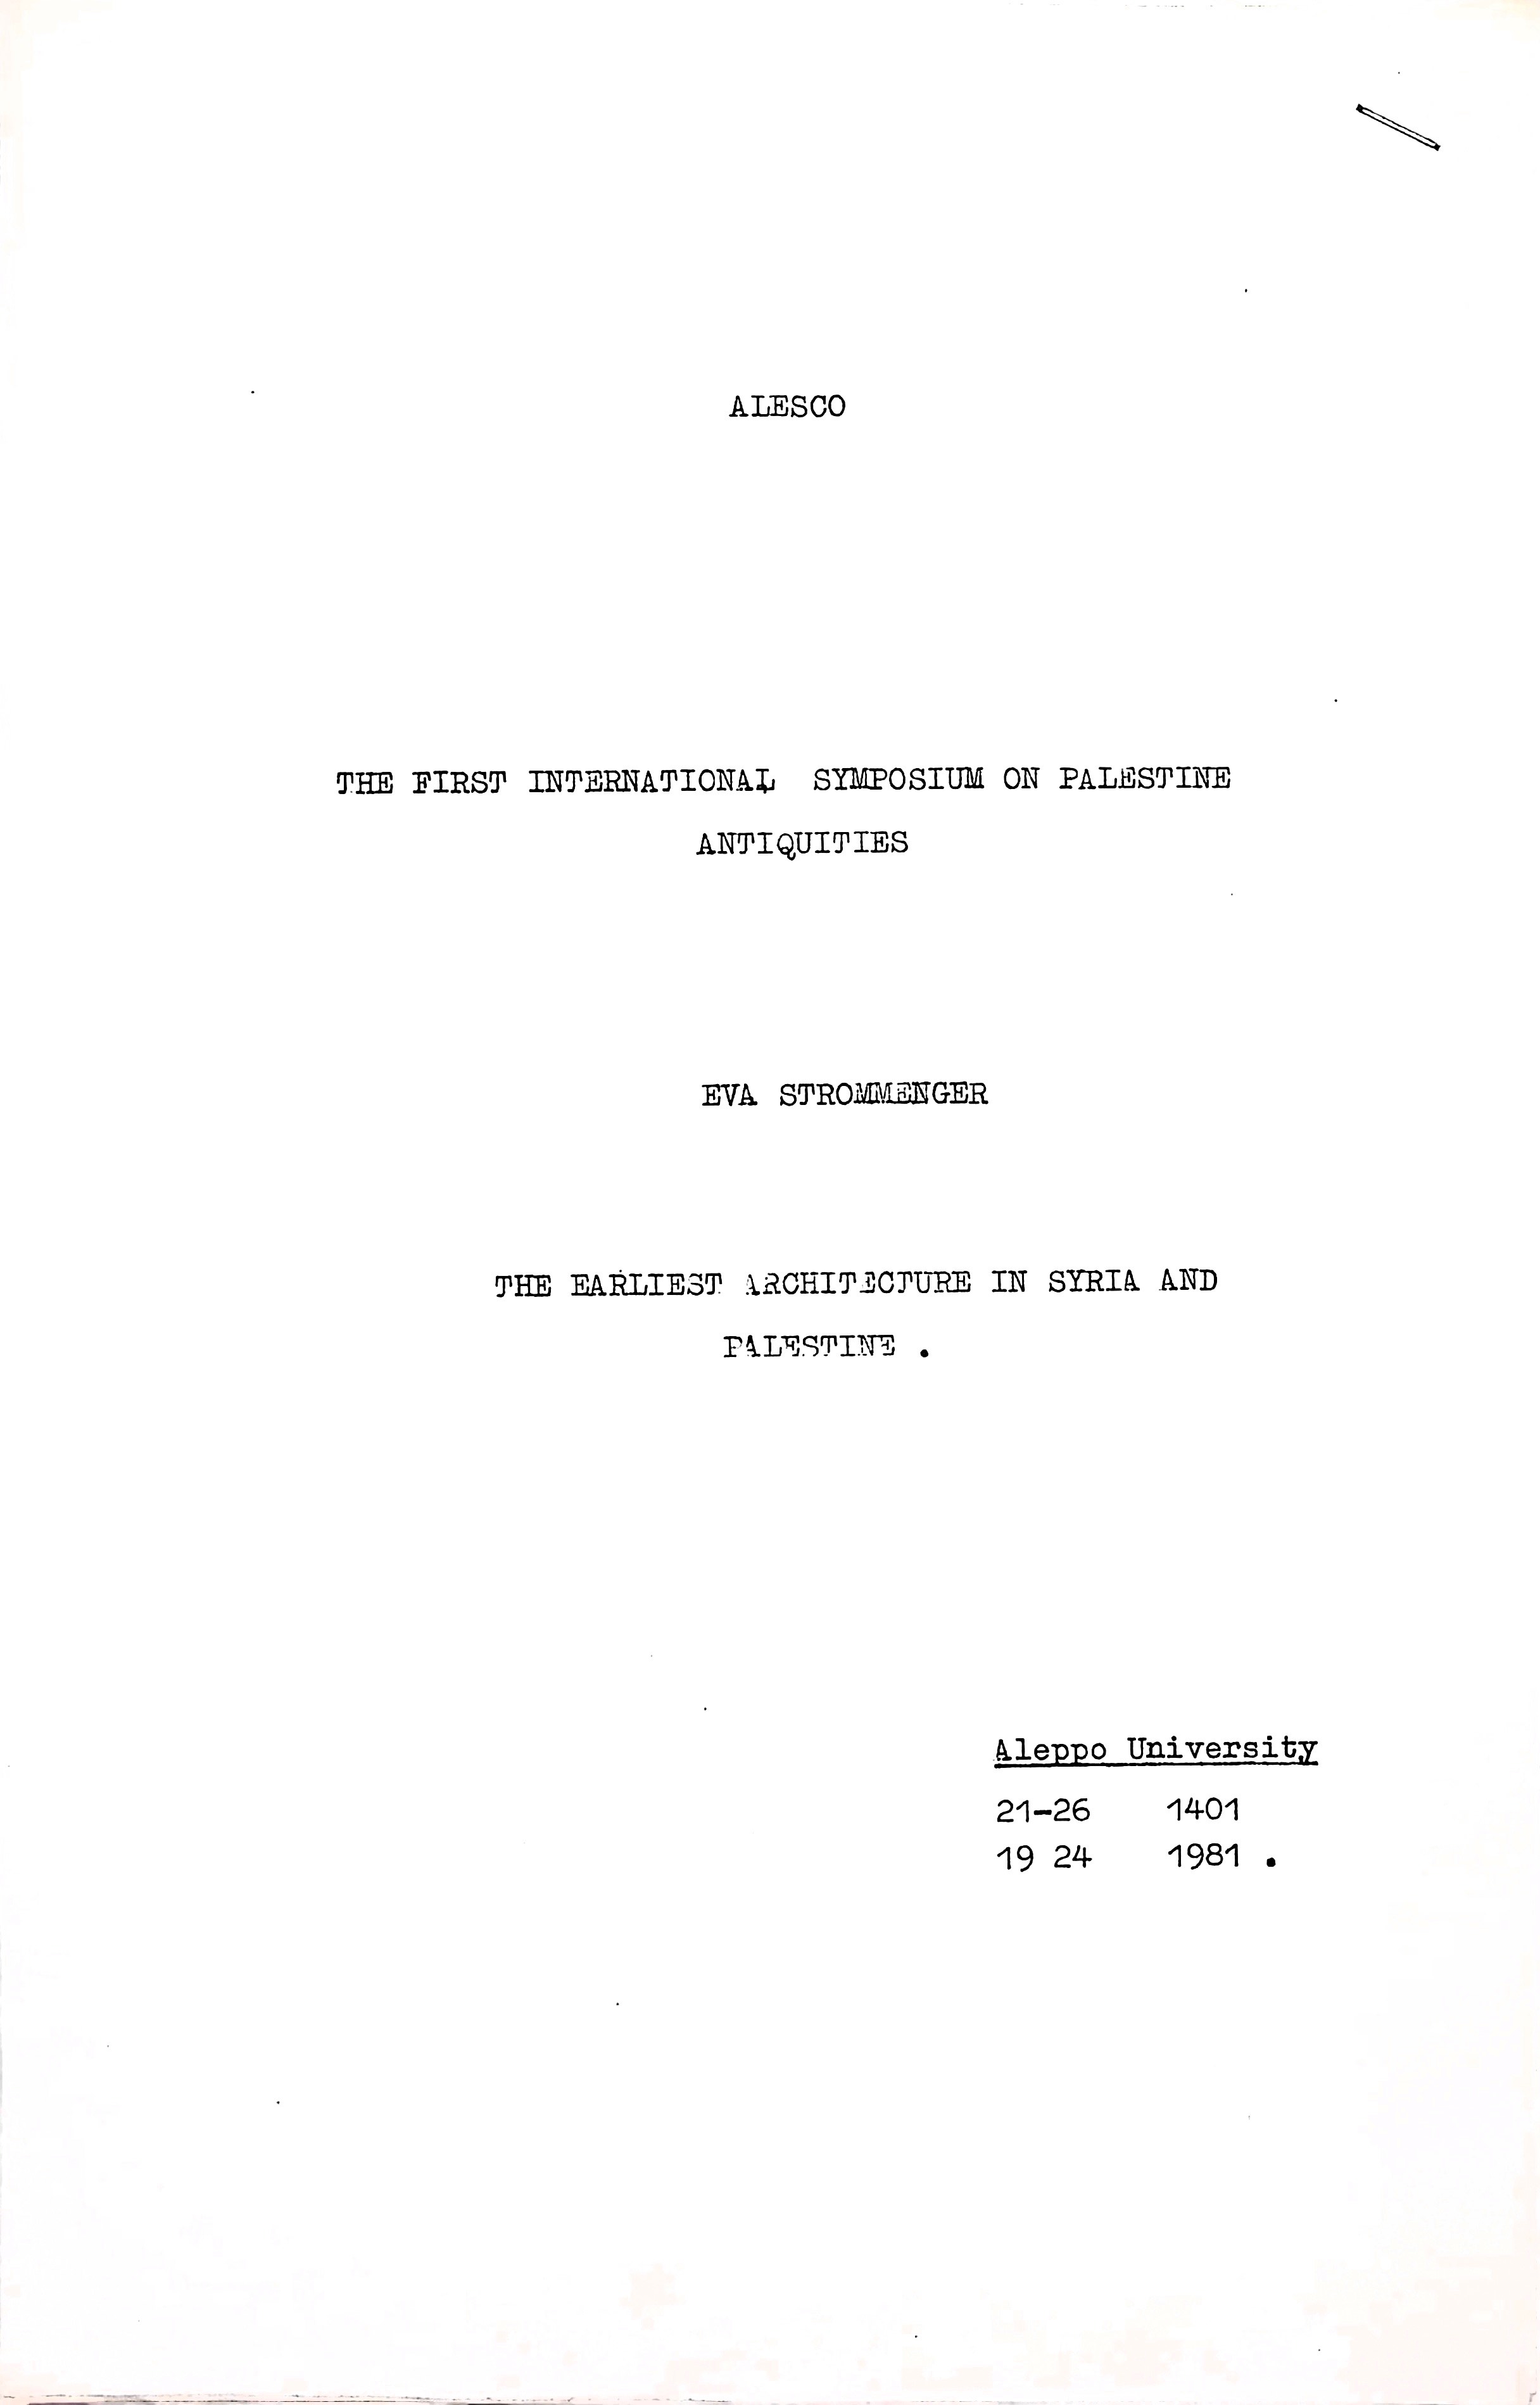 ALESCO
THE FIRST INTERNATIONAL SYMPOSIUM ON PALESTINE
ANTIQUITIES
EVA STROMMENGER
THE EARLIEST ARCHITECTURE IN SYRIA AND
PALESTINE .
Aleppo University
21-26 1401
19 24 1981 .